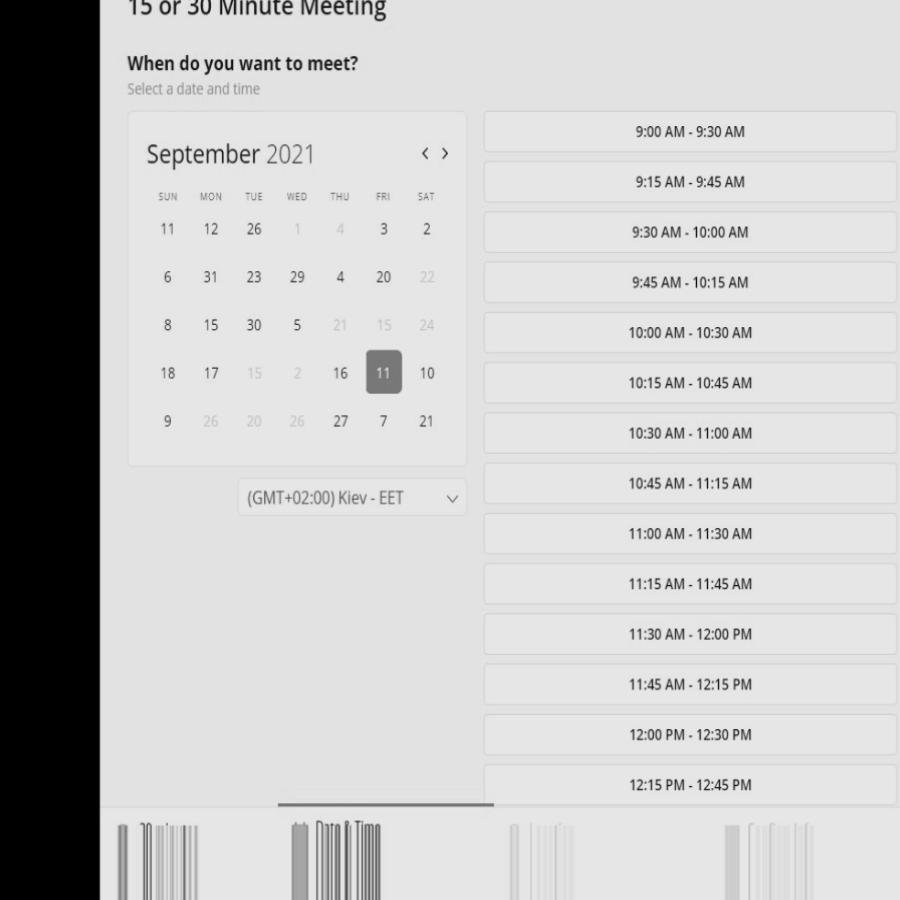 15 or 30 Minute Meeting
When do you want to meet?
Select a date and time
September 2021
SUN MON TUE WED THU FRI SAT
11 12 26 1 4 3 2
6 31 23 29 4 20 22
8 15 30 5 21 15 24
18 17 15 2 16 11 10
9 26 20 26 27 7 21
(GMT+02:00) Kiev - EET
9:00 AM - 9:30 AM
9:15 AM - 9:45 AM
9:30 AM - 10:00 AM
9:45 AM - 10:15 AM
10:00 AM - 10:30 AM
10:15 AM - 10:45 AM
10:30 AM - 11:00 AM
10:45 AM - 11:15 AM
11:00 AM - 11:30 AM
11:15 AM - 11:45 AM
11:30 AM - 12:00 PM
11:45 AM - 12:15 PM
12:00 PM - 12:30 PM
12:15 PM - 12:45 PM
Date & Time